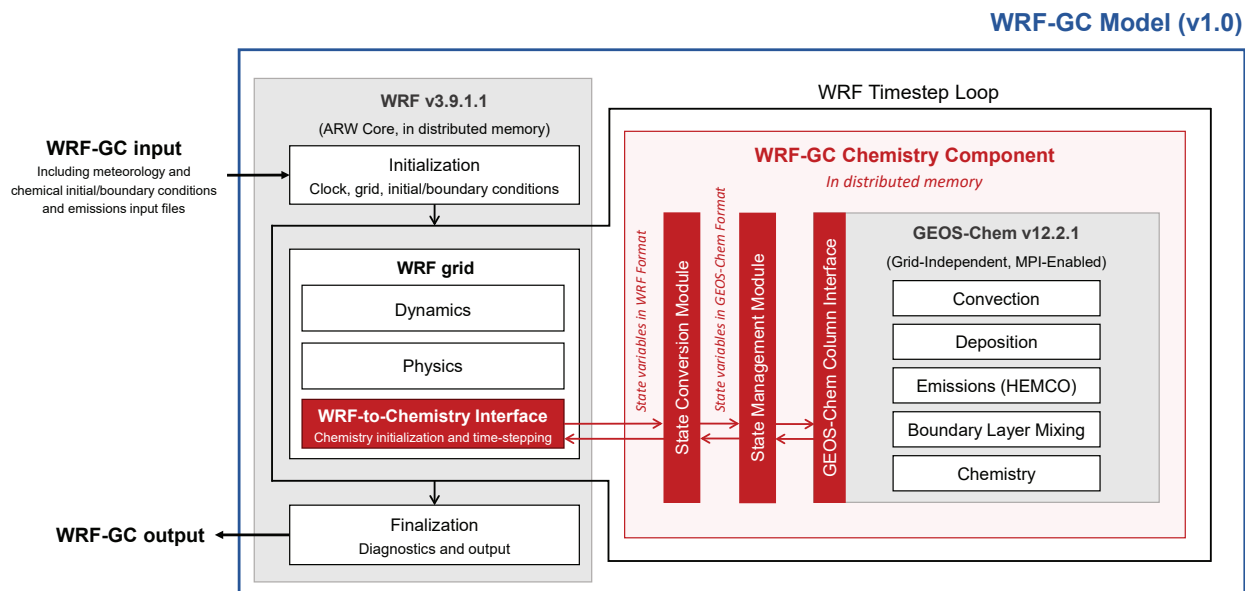 WRF-GC Model (v1.0)
WRF v3.9.1.1
(ARW Core, in distributed memory)
WRF Timestep Loop
WRF-GC input
Including meteorology and
chemical initial/boundary conditions
and emissions input files
Initialization
Clock, grid, initial/boundary conditions
WRF grid
Dynamics
Physics
WRF-to-Chemistry Interface
Chemistry initialization and time-stepping
Finalization
Diagnostics and output
WRF-GC output
WRF-GC Chemistry Component
In distributed memory
State variables in WRF Format
State Conversion Module
State variables in GEOS-Chem Format
State Management Module
GEOS-Chem Column Interface
GEOS-Chem v12.2.1
(Grid-Independent, MPI-Enabled)
Convection
Deposition
Emissions (HEMCO)
Boundary Layer Mixing
Chemistry